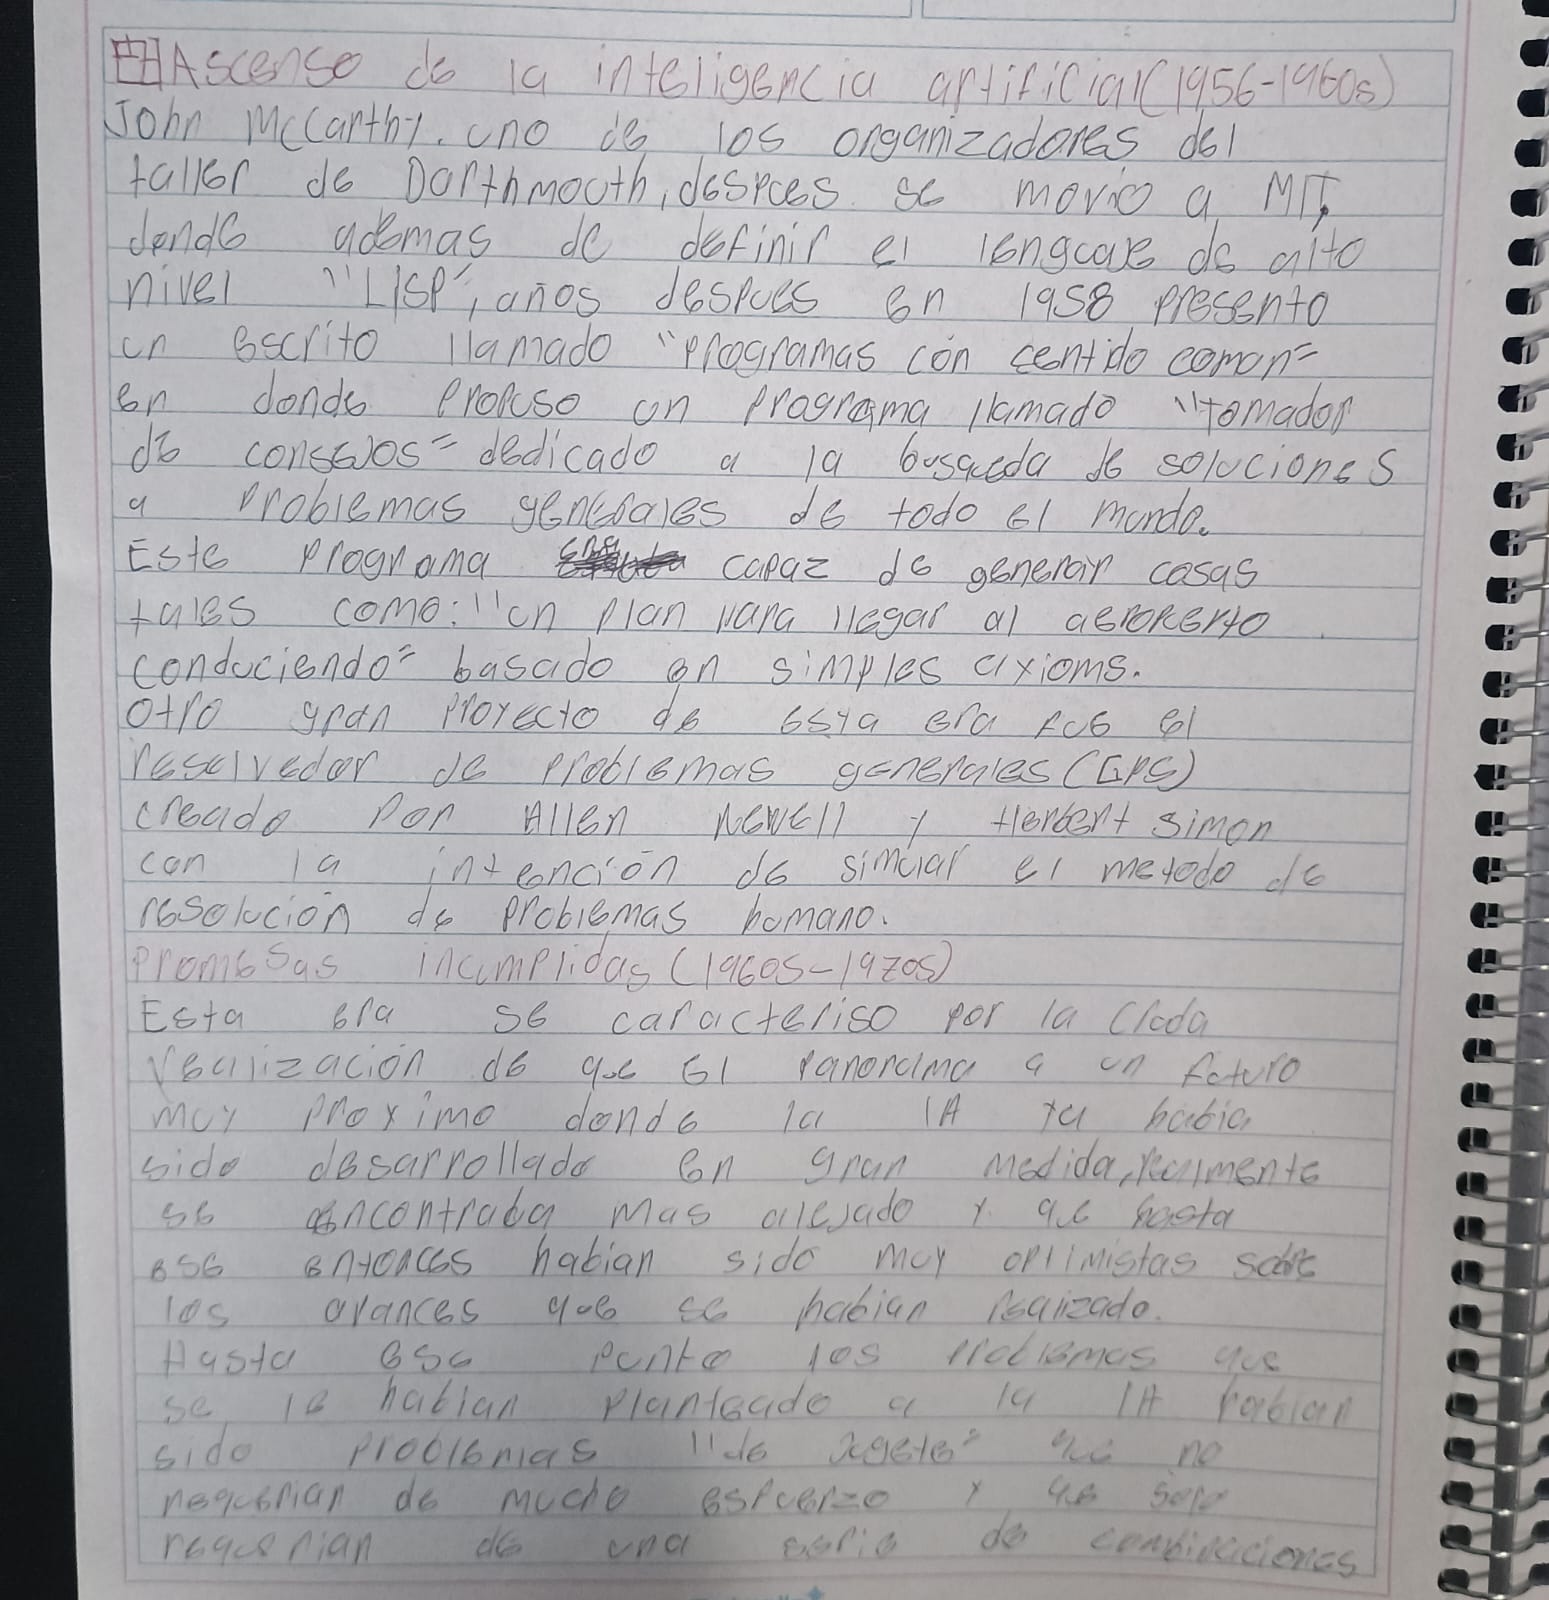 Ascenso de la inteligencia artificial (1956-1960s)
John McCarthy, uno de los organizadores del
taller de Dorthmouth, despues se movio a MIT,
donde ademas de definir el lenguaje de alto
nivel "LISP", años despues en 1958 presento
un escrito llamado "Programas con centido comun"
en donde propuso un programa llamado "tomador
de consejos" dedicado a la busqueda de soluciones
a problemas generales de todo el mundo.
Este programa capaz de generar cosas
tales como: "un plan para llegar al aeropuerto
conduciendo" basado en simples axioms.
Otro gran proyecto de esta era fue el
resolvedor de problemas generales (GPS)
creado por Allen Newell y Herbert Simon
con la intención de simular el metodo de
resolución de problemas humano.
Promesas incumplidas (1960s-1970s)
Esta era se caracteriso por la cruda
realización de que el panorama a un futuro
muy proximo donde la IA ya habia
sido desarrollado en gran medida, realmente
se encontraba mas alejado y que hasta
ese entonces habian sido muy optimistas sobre
los avances que se habian realizado.
Hasta ese punto los problemas que
se le habian planteado a la IA habian
sido problemas "de juguete" que no
requerian de mucho esfuerzo y que solo
requerian de una serie de combinaciones